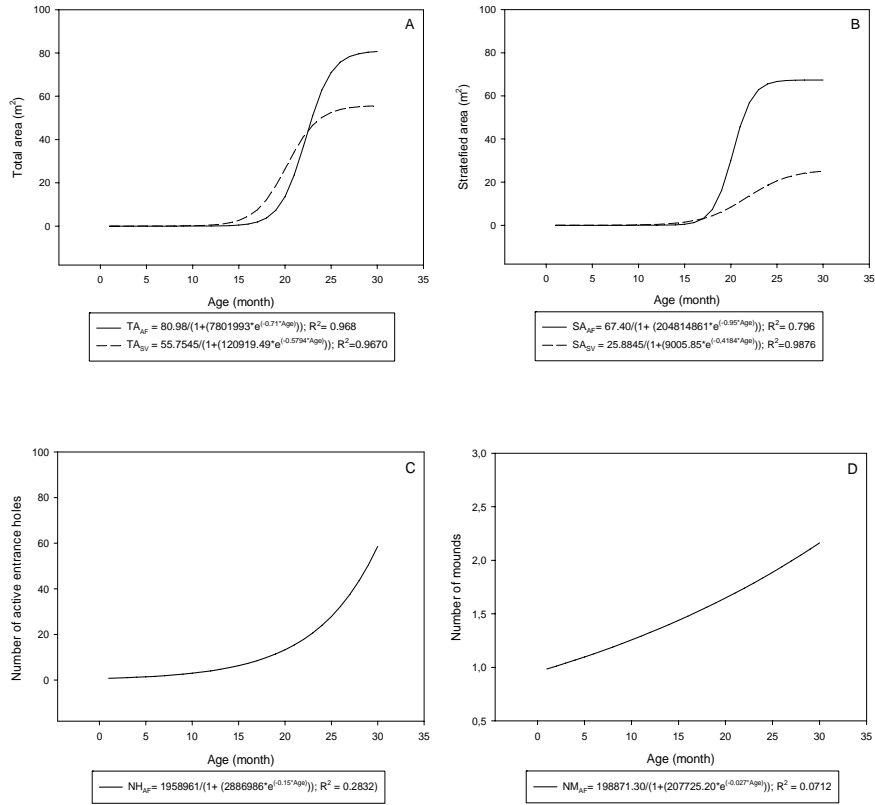 A
100
80
60
40
20
0
Total area (m²)
0 5 10 15 20 25 30 35
Age (month)
TA_AF = 80.98/(1+(7801993*e^(-0.71*Age))); R²= 0.968
TA_SV = 55.7545/(1+(120919.49*e^(-0.5794*Age))); R²=0.9670
B
100
80
60
40
20
0
Stratefied area (m²)
0 5 10 15 20 25 30 35
Age (month)
SA_AF = 67.40/(1+ (204814861*e^(-0.95*Age))); R²= 0.796
SA_SV = 25.8845/(1+(9005.85*e^(-0,4184*Age))); R²=0.9876
C
100
80
60
40
20
0
Number of active entrance holes
0 5 10 15 20 25 30 35
Age (month)
NH_AF= 1958961/(1+ (2886986*e^(-0.15*Age))); R² = 0.2832)
D
3,0
2,5
2,0
1,5
1,0
0,5
Number of mounds
0 5 10 15 20 25 30 35
Age (month)
NM_AF= 198871.30/(1+(207725.20*e^(-0.027*Age))); R² = 0.0712